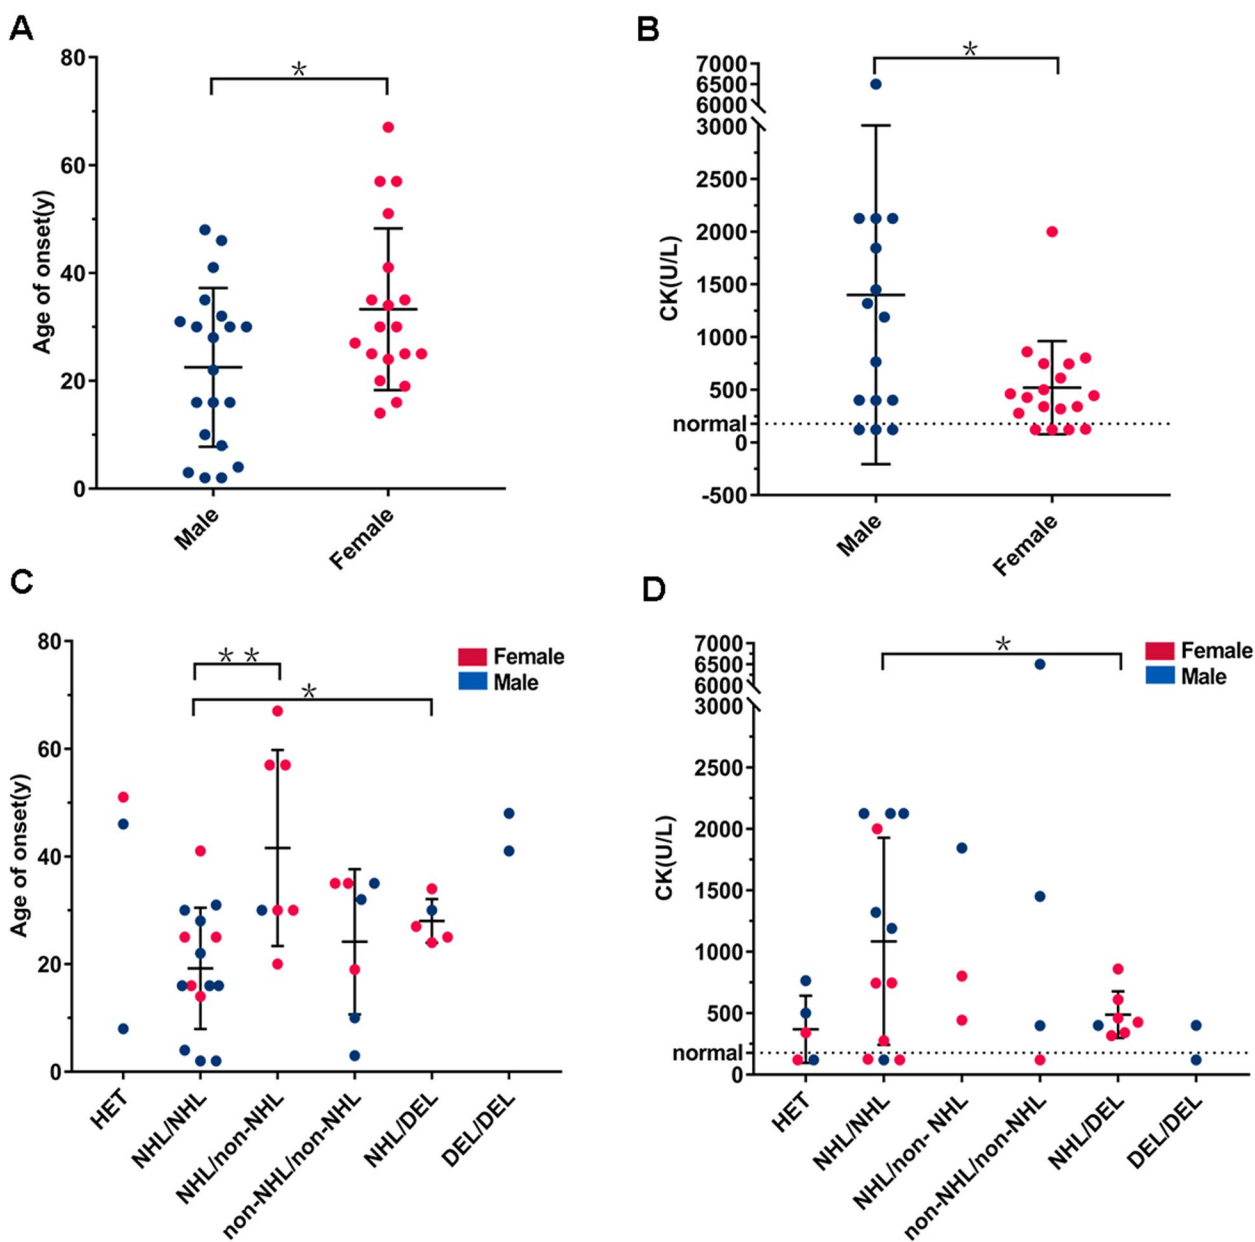 A
80
60
40
20
0
Age of onset(y)
*
Male
Female
B
7000
6500
6000
3000
2500
2000
1500
1000
500
normal
0
-500
CK(U/L)
*
Male
Female
C
80
60
40
20
0
Age of onset(y)
**
*
Female
Male
HET
NHL/NHL
NHL/non-NHL
non-NHL/non-NHL
NHL/DEL
DEL/DEL
D
7000
6500
6000
3000
2500
2000
1500
1000
500
normal
0
CK(U/L)
*
Female
Male
HET
NHL/NHL
NHL/non- NHL
non-NHL/non-NHL
NHL/DEL
DEL/DEL